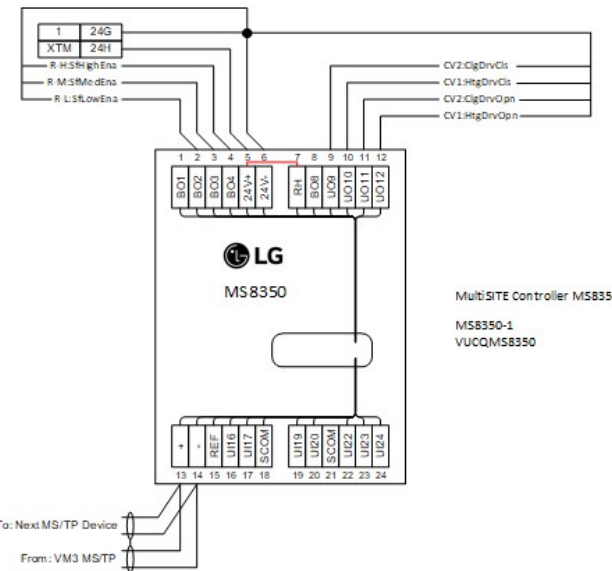 1 24G
XTM 24H
R-H:SfHighEna
R-M:SfMedEna
R-L:SfLowEna
CV2:ClgDrvCls
CV1:HtgDrvCls
CV2:ClgDrvOpn
CV1:HtgDrvOpn
1 2 3 4 5 6 7 8 9 10 11 12
BO1 BO2 BO3 BO4 24V+ 24V- RH BO8 UO9 UO10 UO11 UO12
LG
MS8350
MultiSITE Controller MS835
MS8350-1
VUCQMS8350
+ - REF UI16 UI17 SCOM UI19 UI20 SCOM UI22 UI23 UI24
13 14 15 16 17 18 19 20 21 22 23 24
To: Next MS/TP Device
From: VM3 MS/TP